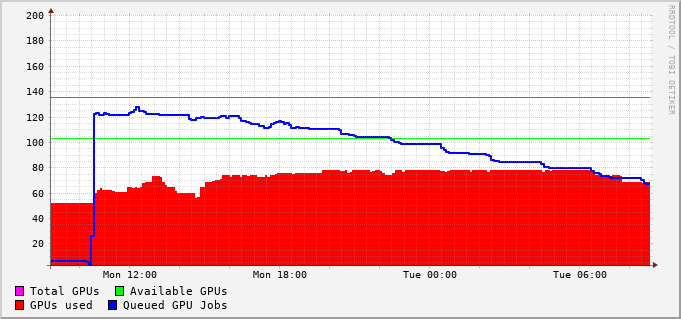 200
180
160
140
120
100
80
60
40
20
Mon 12:00 Mon 18:00 Tue 00:00 Tue 06:00
Total GPUs Available GPUs
GPUs used Queued GPU Jobs
RRDTOOL / TOBI OETIKER